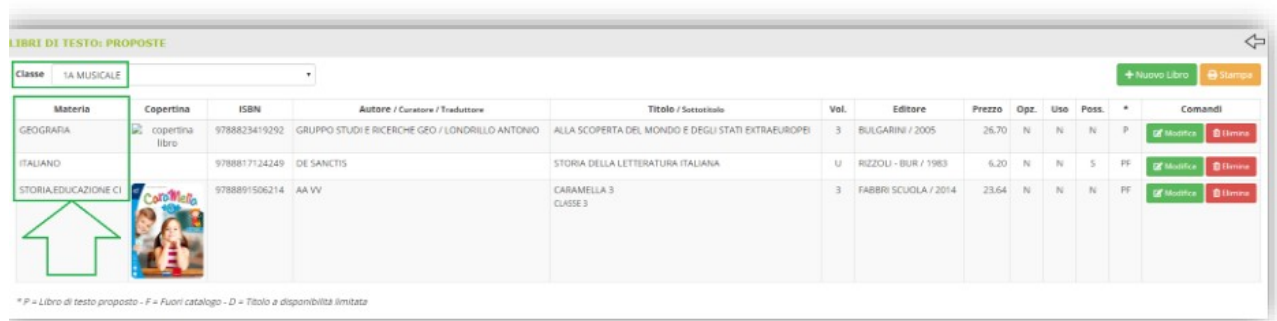 LIBRI DI TESTO: PROPOSTE
Classe 1A MUSICALE
Nuovo Libro Stampa
Materia Copertina ISBN Autore / Curatore / Traduttore Titolo / Sottotitolo Vol. Editore Prezzo Opz. Uso Poss. * Comandi
GEOGRAFIA copertina libro 9788823419292 GRUPPO STUDI E RICERCHE GEO / LONDRILLO ANTONIO ALLA SCOPERTA DEL MONDO E DEGLI STATI EXTRAEUROPEI 3 BULGARINI / 2005 26,70 N N N P Modifica Elimina
ITALIANO 9788817124249 DE SANCTIS STORIA DELLA LETTERATURA ITALIANA U RIZZOLI - BUR / 1983 6,20 N N S PF Modifica Elimina
STORIA,EDUCAZIONE CI CaraMella 9788891506214 AA VV CARAMELLA 3 3 FABBRI SCUOLA / 2014 23,64 N N N PF Modifica Elimina
CLASSE 3
* P = Libro di testo proposto - F = Fuori catalogo - D = Titolo a disponibilità limitata